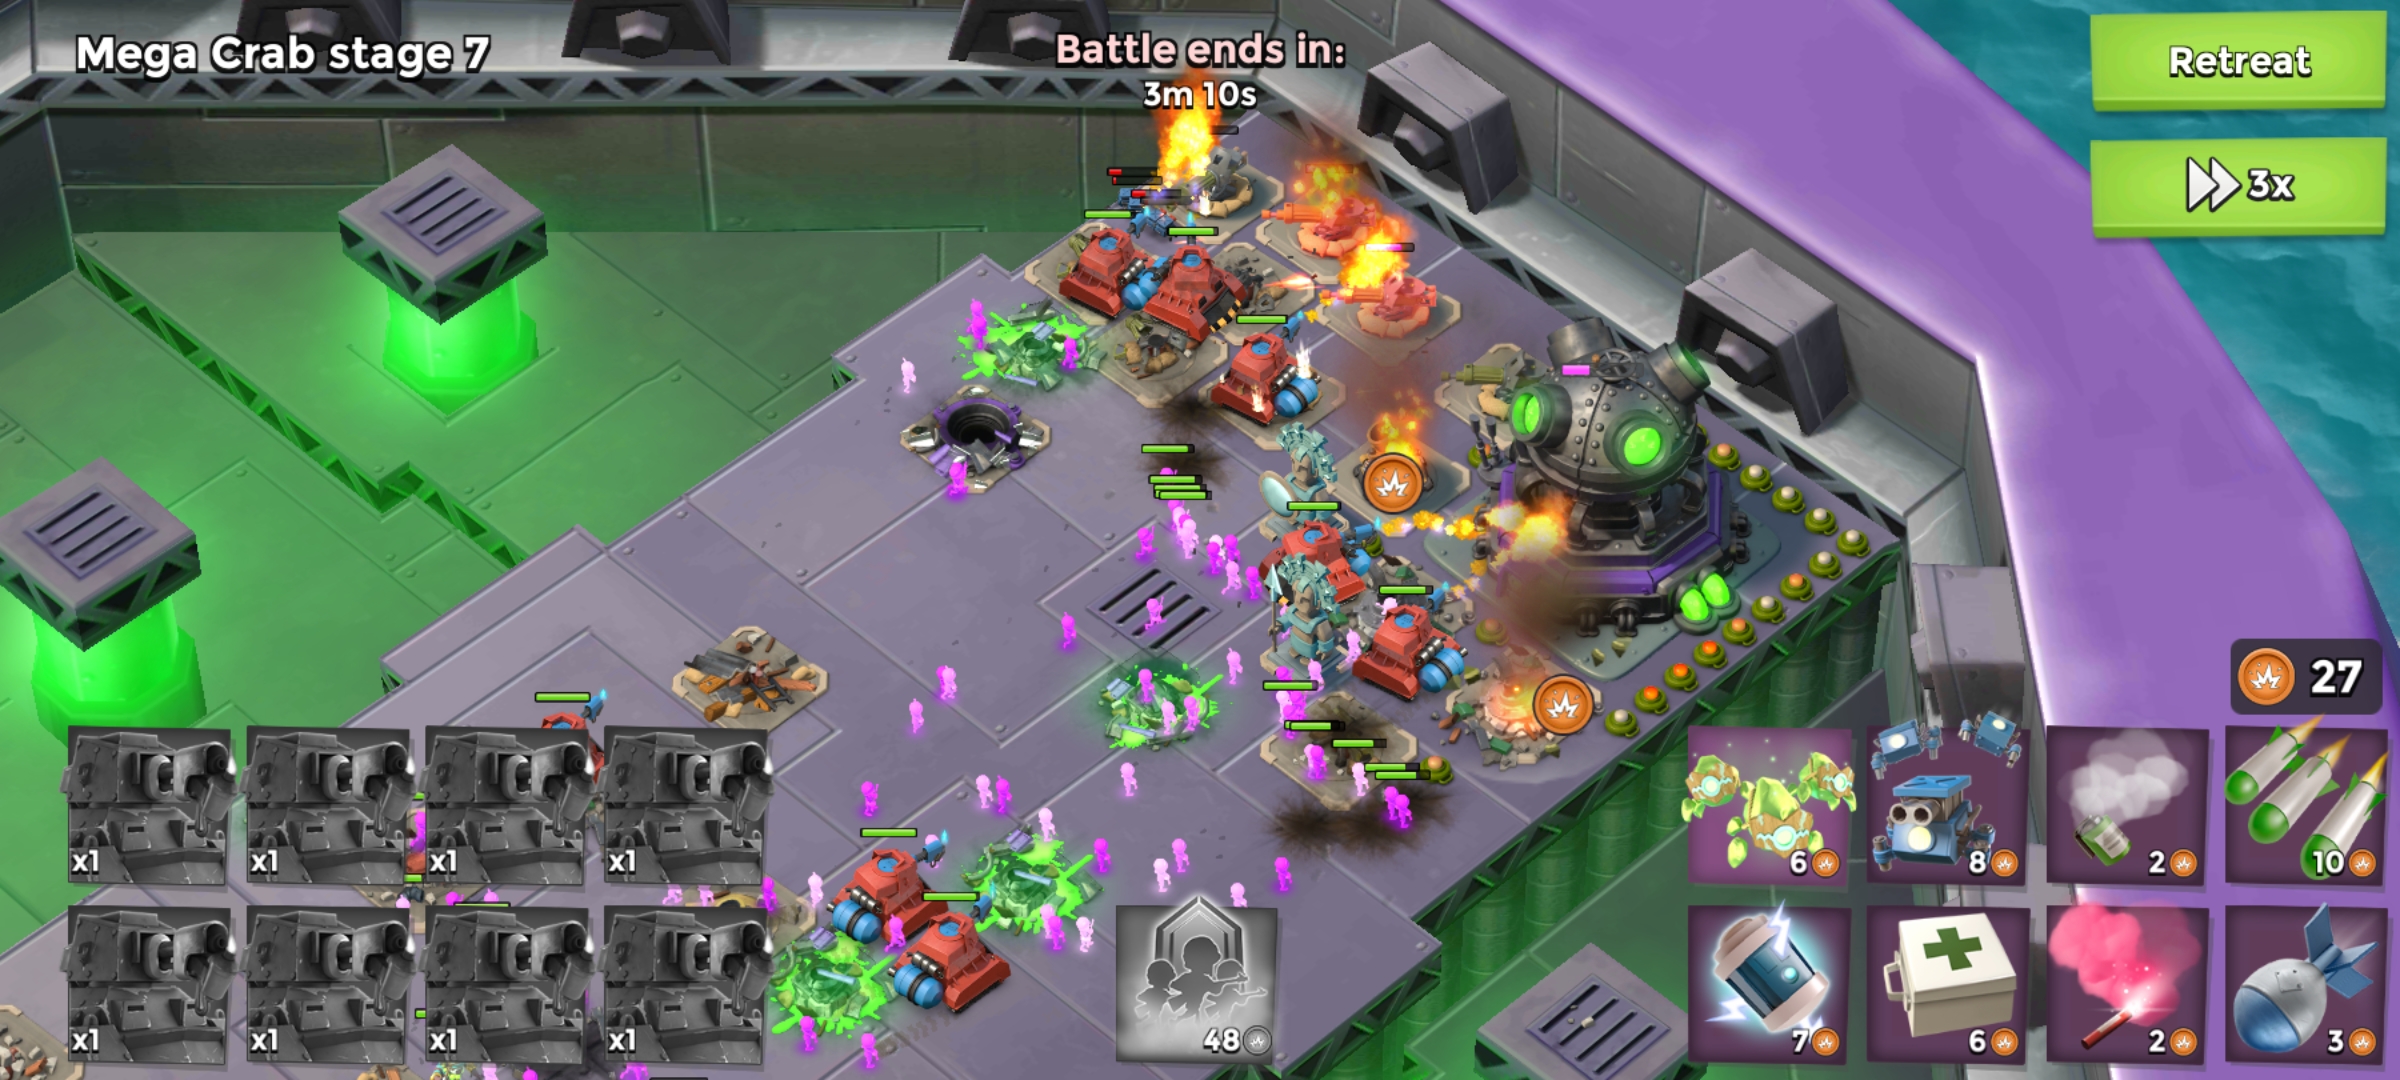 Mega Crab stage 7
Battle ends in:
3m 10s
Retreat
3x
27
6
8
2
10
x1
x1
x1
x1
7
6
2
3
x1
x1
x1
x1
48